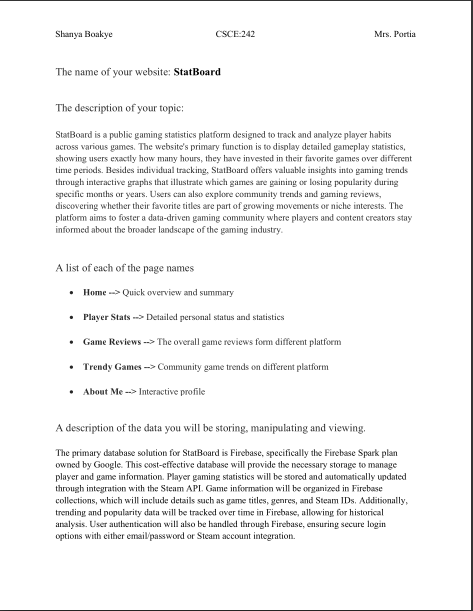 Shanya Boakye CSCE:242 Mrs. Portia
The name of your website: StatBoard
The description of your topic:
StatBoard is a public gaming statistics platform designed to track and analyze player habits
across various games. The website's primary function is to display detailed gameplay statistics,
showing users exactly how many hours, they have invested in their favorite games over different
time periods. Besides individual tracking, StatBoard offers valuable insights into gaming trends
through interactive graphs that illustrate which games are gaining or losing popularity during
specific months or years. Users can also explore community trends and gaming reviews,
discovering whether their favorite titles are part of growing movements or niche interests. The
platform aims to foster a data-driven gaming community where players and content creators stay
informed about the broader landscape of the gaming industry.
A list of each of the page names
• Home --> Quick overview and summary
• Player Stats --> Detailed personal status and statistics
• Game Reviews --> The overall game reviews form different platform
• Trendy Games --> Community game trends on different platform
• About Me --> Interactive profile
A description of the data you will be storing, manipulating and viewing.
The primary database solution for StatBoard is Firebase, specifically the Firebase Spark plan
owned by Google. This cost-effective database will provide the necessary storage to manage
player and game information. Player gaming statistics will be stored and automatically updated
through integration with the Steam API. Game information will be organized in Firebase
collections, which will include details such as game titles, genres, and Steam IDs. Additionally,
trending and popularity data will be tracked over time in Firebase, allowing for historical
analysis. User authentication will also be handled through Firebase, ensuring secure login
options with either email/password or Steam account integration.